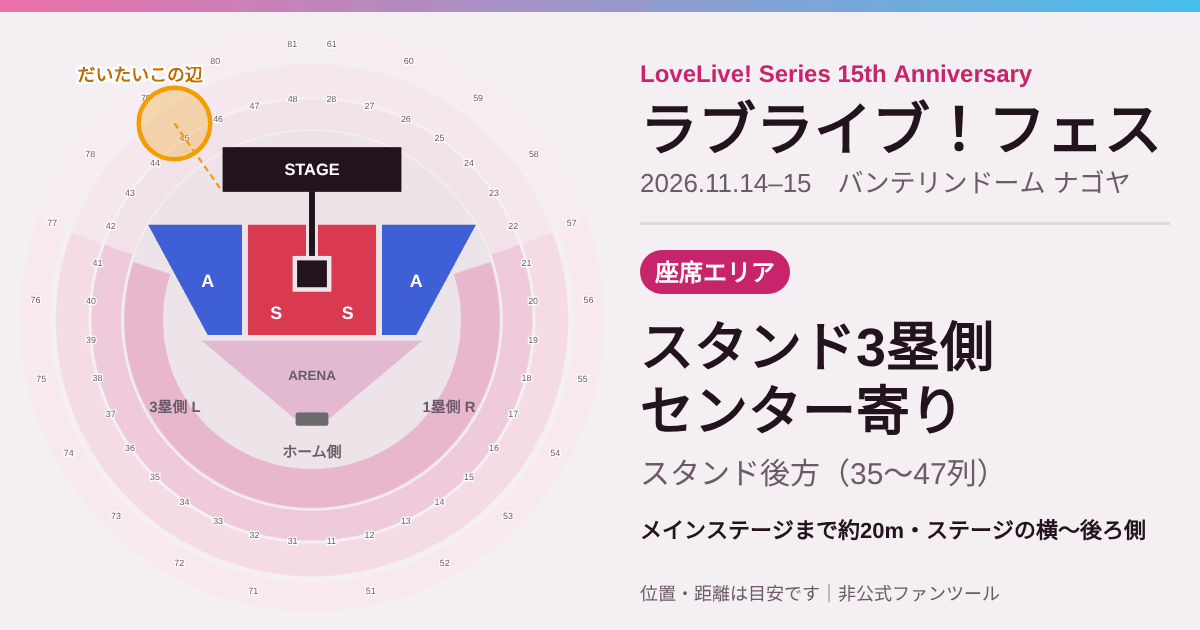 だいたいこの辺
81 61
80 60
79 59
48 28
47 27
46 26
45 25
78 58
44 24
43 23
42 22
77 57
41 21
76 56
40 20
39 19
75 55
38 18
37 17
74 54
36 16
35 15
34 14
73 53
33 13
32 12
31 11
72 52
71 51
STAGE
A
A
S
S
ARENA
3塁側 L
1塁側 R
ホーム側
LoveLive! Series 15th Anniversary
ラブライブ！フェス
2026.11.14–15　バンテリンドーム ナゴヤ
座席エリア
スタンド3塁側
センター寄り
スタンド後方（35〜47列）
メインステージまで約20m・ステージの横〜後ろ側
位置・距離は目安です｜非公式ファンツール